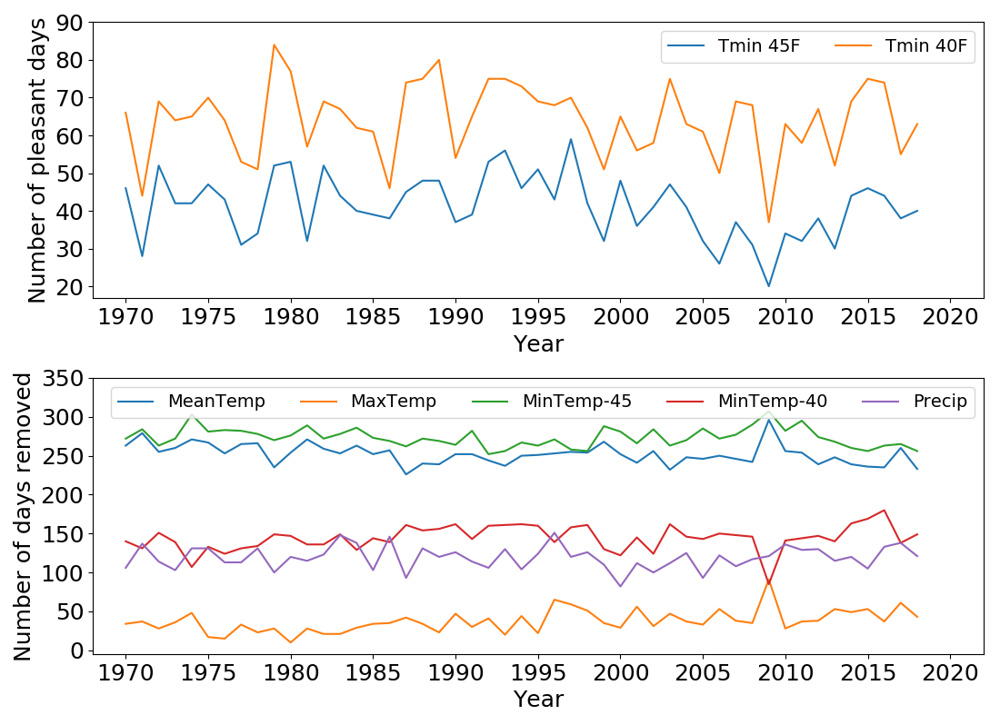 Number of pleasant days
90
80
70
60
50
40
30
20
Tmin 45F Tmin 40F
1970 1975 1980 1985 1990 1995 2000 2005 2010 2015 2020
Year
Number of days removed
350
300
250
200
150
100
50
0
MeanTemp MaxTemp MinTemp-45 MinTemp-40 Precip
1970 1975 1980 1985 1990 1995 2000 2005 2010 2015 2020
Year